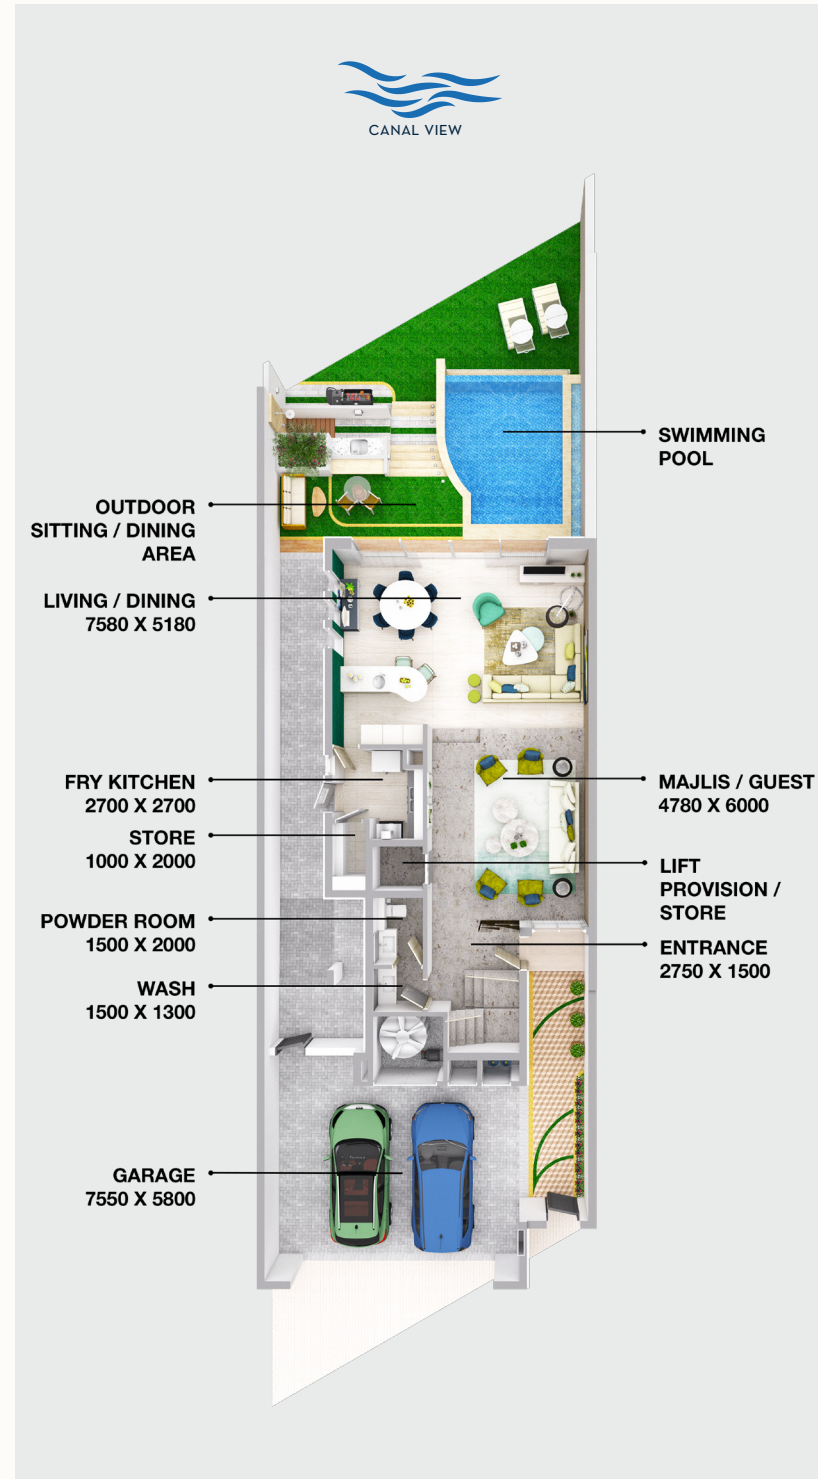 CANAL VIEW
SWIMMING
POOL
OUTDOOR
SITTING / DINING
AREA
LIVING / DINING
7580 X 5180
FRY KITCHEN
2700 X 2700
MAJLIS / GUEST
4780 X 6000
STORE
1000 X 2000
LIFT
PROVISION /
STORE
POWDER ROOM
1500 X 2000
ENTRANCE
2750 X 1500
WASH
1500 X 1300
GARAGE
7550 X 5800